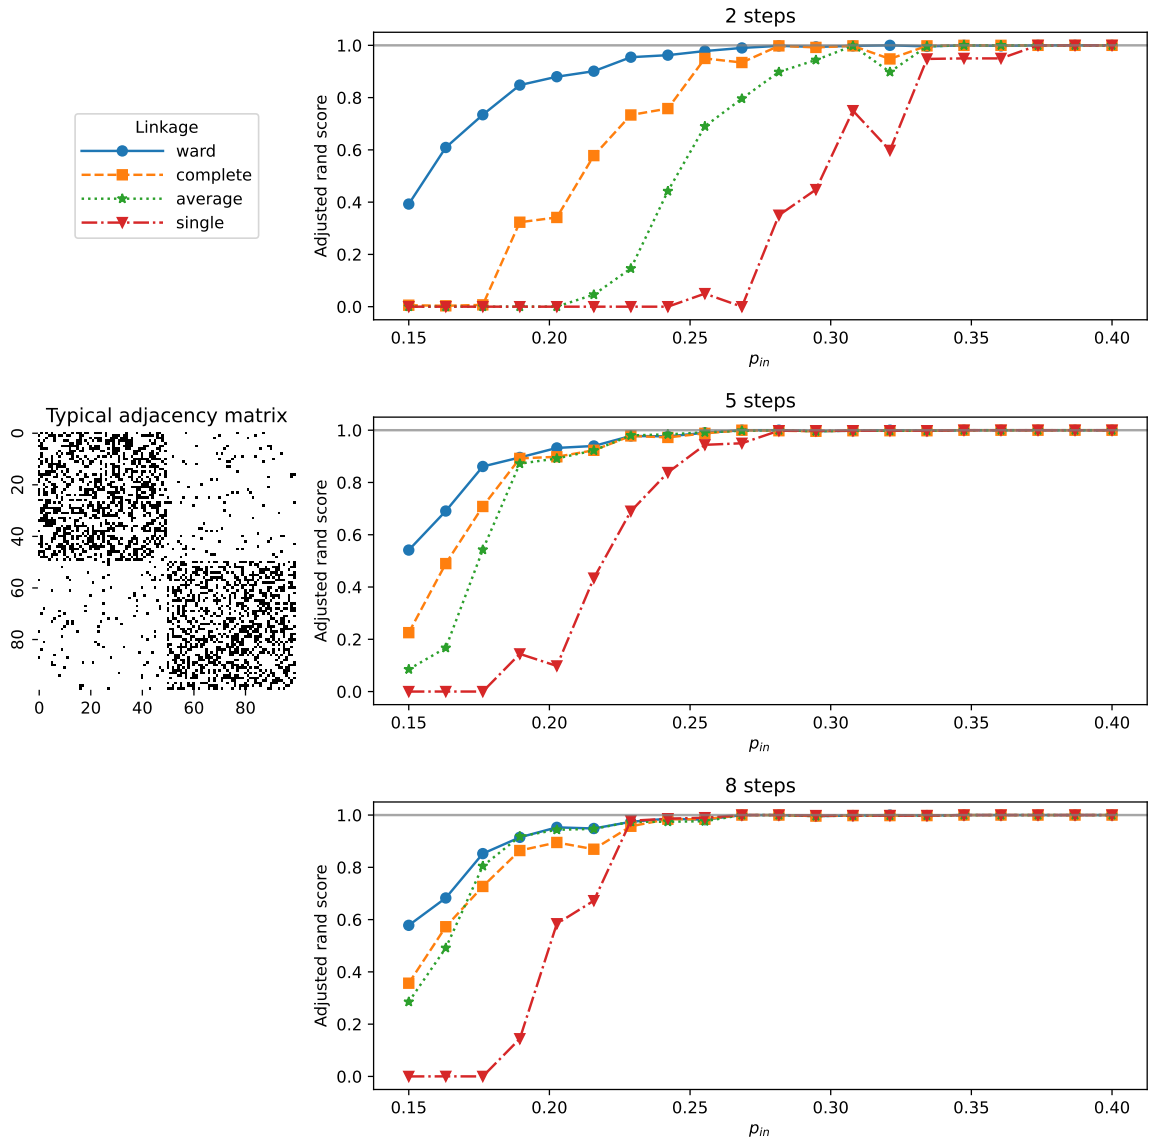 2 steps
1.0
0.8
0.6
0.4
0.2
0.0
Adjusted rand score
0.15 0.20 0.25 0.30 0.35 0.40
p_in
Linkage
ward
complete
average
single
Typical adjacency matrix
0
20
40
60
80
0 20 40 60 80
5 steps
1.0
0.8
0.6
0.4
0.2
0.0
Adjusted rand score
0.15 0.20 0.25 0.30 0.35 0.40
p_in
8 steps
1.0
0.8
0.6
0.4
0.2
0.0
Adjusted rand score
0.15 0.20 0.25 0.30 0.35 0.40
p_in